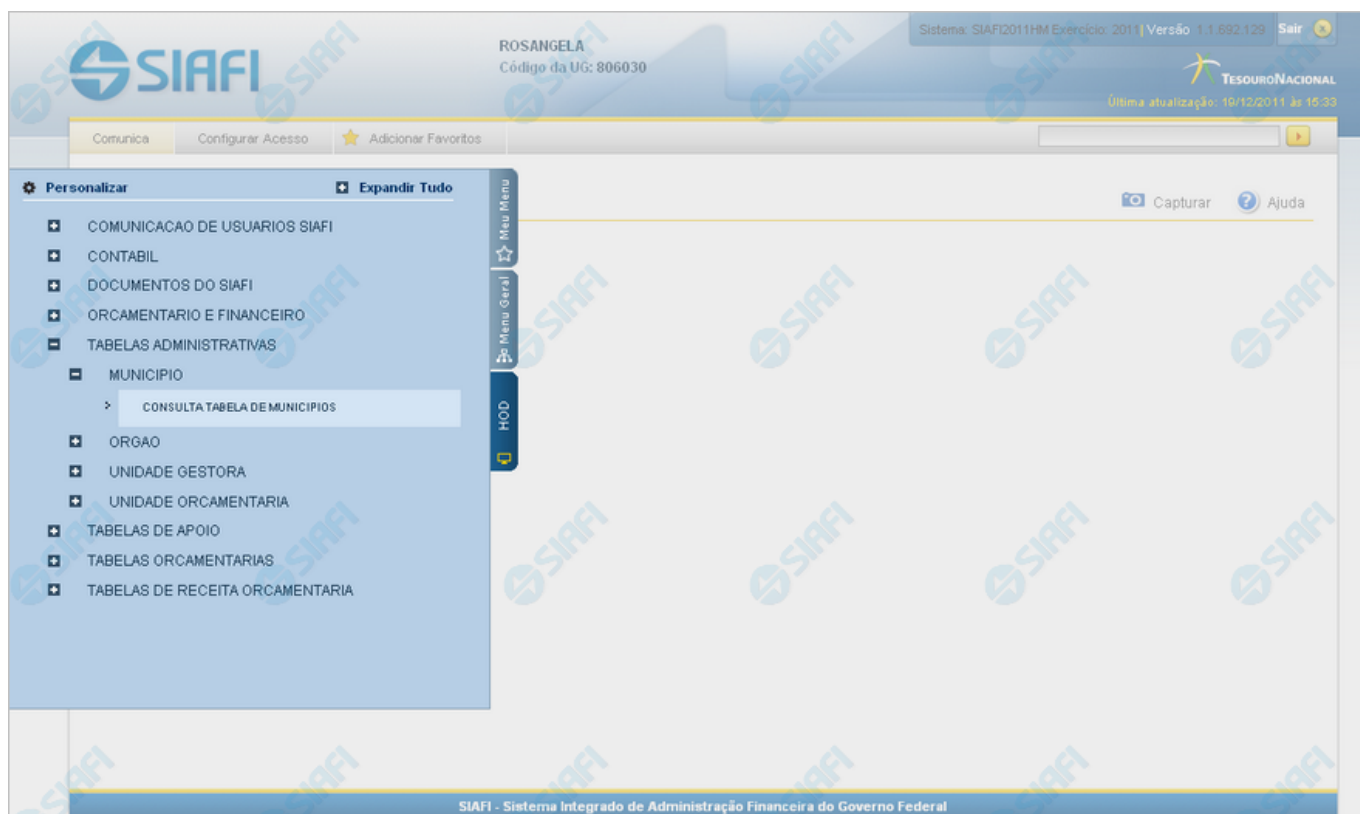 Sistema: SIAFI2011HM Exercício: 2011| Versão 1.1.692.129 Sair
SIAFI
ROSANGELA
Código da UG: 806030
TESOURONACIONAL
Última atualização: 19/12/2011 às 15:33
Comunica Configurar Acesso Adicionar Favoritos
Personalizar Expandir Tudo
Meu Menu
Capturar Ajuda
COMUNICACAO DE USUARIOS SIAFI
CONTABIL
DOCUMENTOS DO SIAFI
Menu Geral
ORCAMENTARIO E FINANCEIRO
TABELAS ADMINISTRATIVAS
MUNICIPIO
CONSULTA TABELA DE MUNICIPIOS
HOD
ORGAO
UNIDADE GESTORA
UNIDADE ORCAMENTARIA
TABELAS DE APOIO
TABELAS ORCAMENTARIAS
TABELAS DE RECEITA ORCAMENTARIA
SIAFI - Sistema Integrado de Administração Financeira do Governo Federal